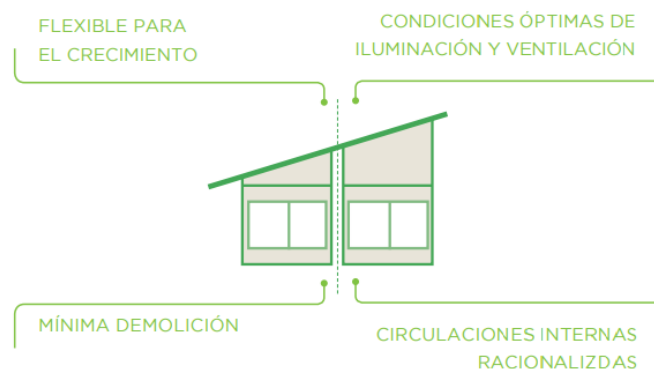 FLEXIBLE PARA
EL CRECIMIENTO
CONDICIONES ÓPTIMAS DE
ILUMINACIÓN Y VENTILACIÓN
MÍNIMA DEMOLICIÓN
CIRCULACIONES INTERNAS
RACIONALIZDAS